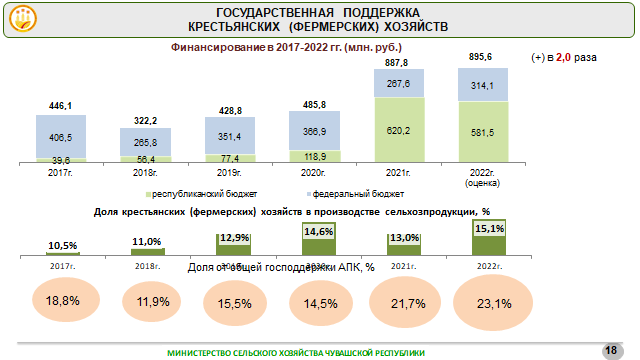 ГОСУДАРСТВЕННАЯ ПОДДЕРЖКА
КРЕСТЬЯНСКИХ (ФЕРМЕРСКИХ) ХОЗЯЙСТВ
Финансирование в 2017-2022 гг. (млн. руб.)
(+) в 2,0 раза
446,1 322,2 428,8 485,8 887,8 895,6
406,5 265,8 351,4 366,9 267,6 314,1
39,6 56,4 77,4 118,9 620,2 581,5
2017г. 2018г. 2019г. 2020г. 2021г. 2022г.
(оценка)
республиканский бюджет федеральный бюджет
Доля крестьянских (фермерских) хозяйств в производстве сельхозпродукции, %
10,5% 11,0% 12,9% 14,6% 13,0% 15,1%
2017г. 2018г. 2021г. 2022г.
Доля от общей господдержки АПК, %
18,8% 11,9% 15,5% 14,5% 21,7% 23,1%
МИНИСТЕРСТВО СЕЛЬСКОГО ХОЗЯЙСТВА ЧУВАШСКОЙ РЕСПУБЛИКИ
18